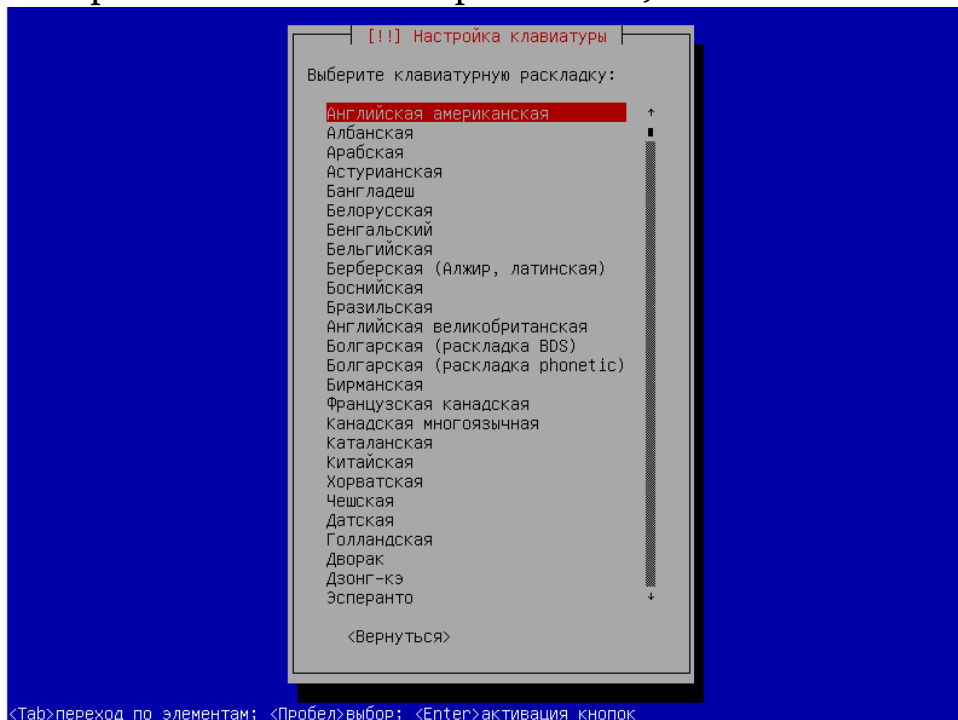 [!!] Настройка клавиатуры
Выберите клавиатурную раскладку:
Английская американская
Албанская
Арабская
Астурианская
Бангладеш
Белорусская
Бенгальский
Бельгийская
Берберская (Алжир, латинская)
Боснийская
Бразильская
Английская великобританская
Болгарская (раскладка BDS)
Болгарская (раскладка phonetic)
Бирманская
Французская канадская
Канадская многоязычная
Каталанская
Китайская
Хорватская
Чешская
Датская
Голландская
Дворак
Дзонг-кэ
Эсперанто
<Вернуться>
<Tab>переход по элементам; <Пробел>выбор; <Enter>активация кнопок